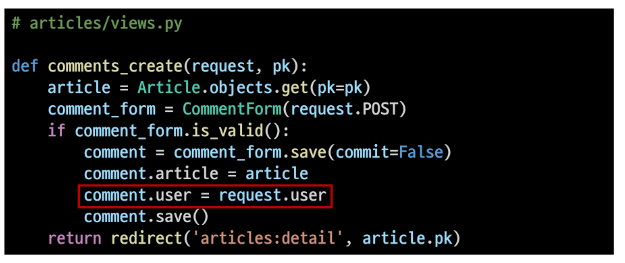 # articles/views.py

def comments_create(request, pk):
    article = Article.objects.get(pk=pk)
    comment_form = CommentForm(request.POST)
    if comment_form.is_valid():
        comment = comment_form.save(commit=False)
        comment.article = article
        comment.user = request.user
        comment.save()
    return redirect('articles:detail', article.pk)